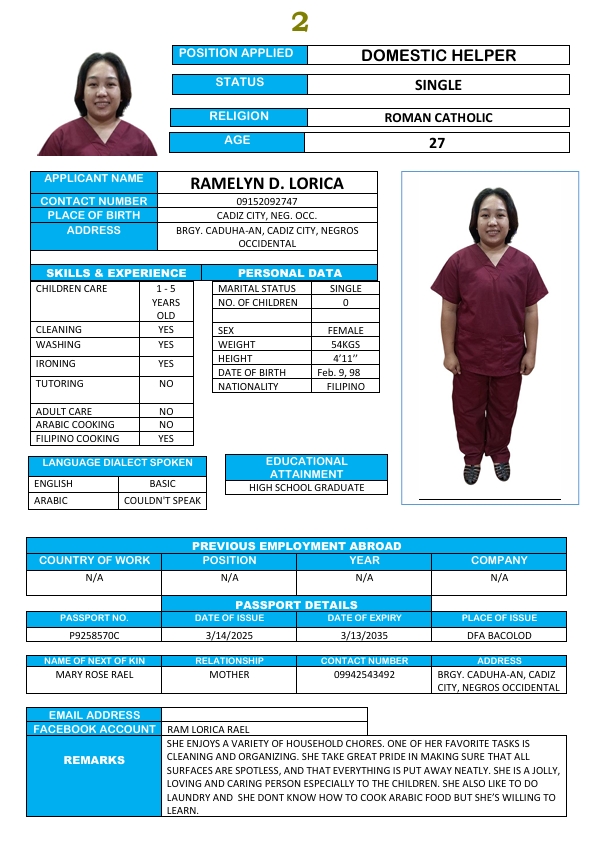 2
POSITION APPLIED DOMESTIC HELPER
STATUS SINGLE
RELIGION ROMAN CATHOLIC
AGE 27
APPLICANT NAME RAMELYN D. LORICA
CONTACT NUMBER 09152092747
PLACE OF BIRTH CADIZ CITY, NEG. OCC.
ADDRESS BRGY. CADUHA-AN, CADIZ CITY, NEGROS
OCCIDENTAL
SKILLS & EXPERIENCE PERSONAL DATA
CHILDREN CARE 1 - 5
YEARS
OLD
CLEANING YES
WASHING YES
IRONING YES
TUTORING NO
ADULT CARE NO
ARABIC COOKING NO
FILIPINO COOKING YES
MARITAL STATUS SINGLE
NO. OF CHILDREN 0
SEX FEMALE
WEIGHT 54KGS
HEIGHT 4’11’’
DATE OF BIRTH Feb. 9, 98
NATIONALITY FILIPINO
LANGUAGE DIALECT SPOKEN
ENGLISH BASIC
ARABIC COULDN'T SPEAK
EDUCATIONAL
ATTAINMENT
HIGH SCHOOL GRADUATE
PREVIOUS EMPLOYMENT ABROAD
COUNTRY OF WORK POSITION YEAR COMPANY
N/A N/A N/A N/A
PASSPORT DETAILS
PASSPORT NO. DATE OF ISSUE DATE OF EXPIRY PLACE OF ISSUE
P9258570C 3/14/2025 3/13/2035 DFA BACOLOD
NAME OF NEXT OF KIN RELATIONSHIP CONTACT NUMBER ADDRESS
MARY ROSE RAEL MOTHER 09942543492 BRGY. CADUHA-AN, CADIZ
CITY, NEGROS OCCIDENTAL
EMAIL ADDRESS
FACEBOOK ACCOUNT RAM LORICA RAEL
REMARKS
SHE ENJOYS A VARIETY OF HOUSEHOLD CHORES. ONE OF HER FAVORITE TASKS IS
CLEANING AND ORGANIZING. SHE TAKE GREAT PRIDE IN MAKING SURE THAT ALL
SURFACES ARE SPOTLESS, AND THAT EVERYTHING IS PUT AWAY NEATLY. SHE IS A JOLLY,
LOVING AND CARING PERSON ESPECIALLY TO THE CHILDREN. SHE ALSO LIKE TO DO
LAUNDRY AND SHE DONT KNOW HOW TO COOK ARABIC FOOD BUT SHE’S WILLING TO
LEARN.